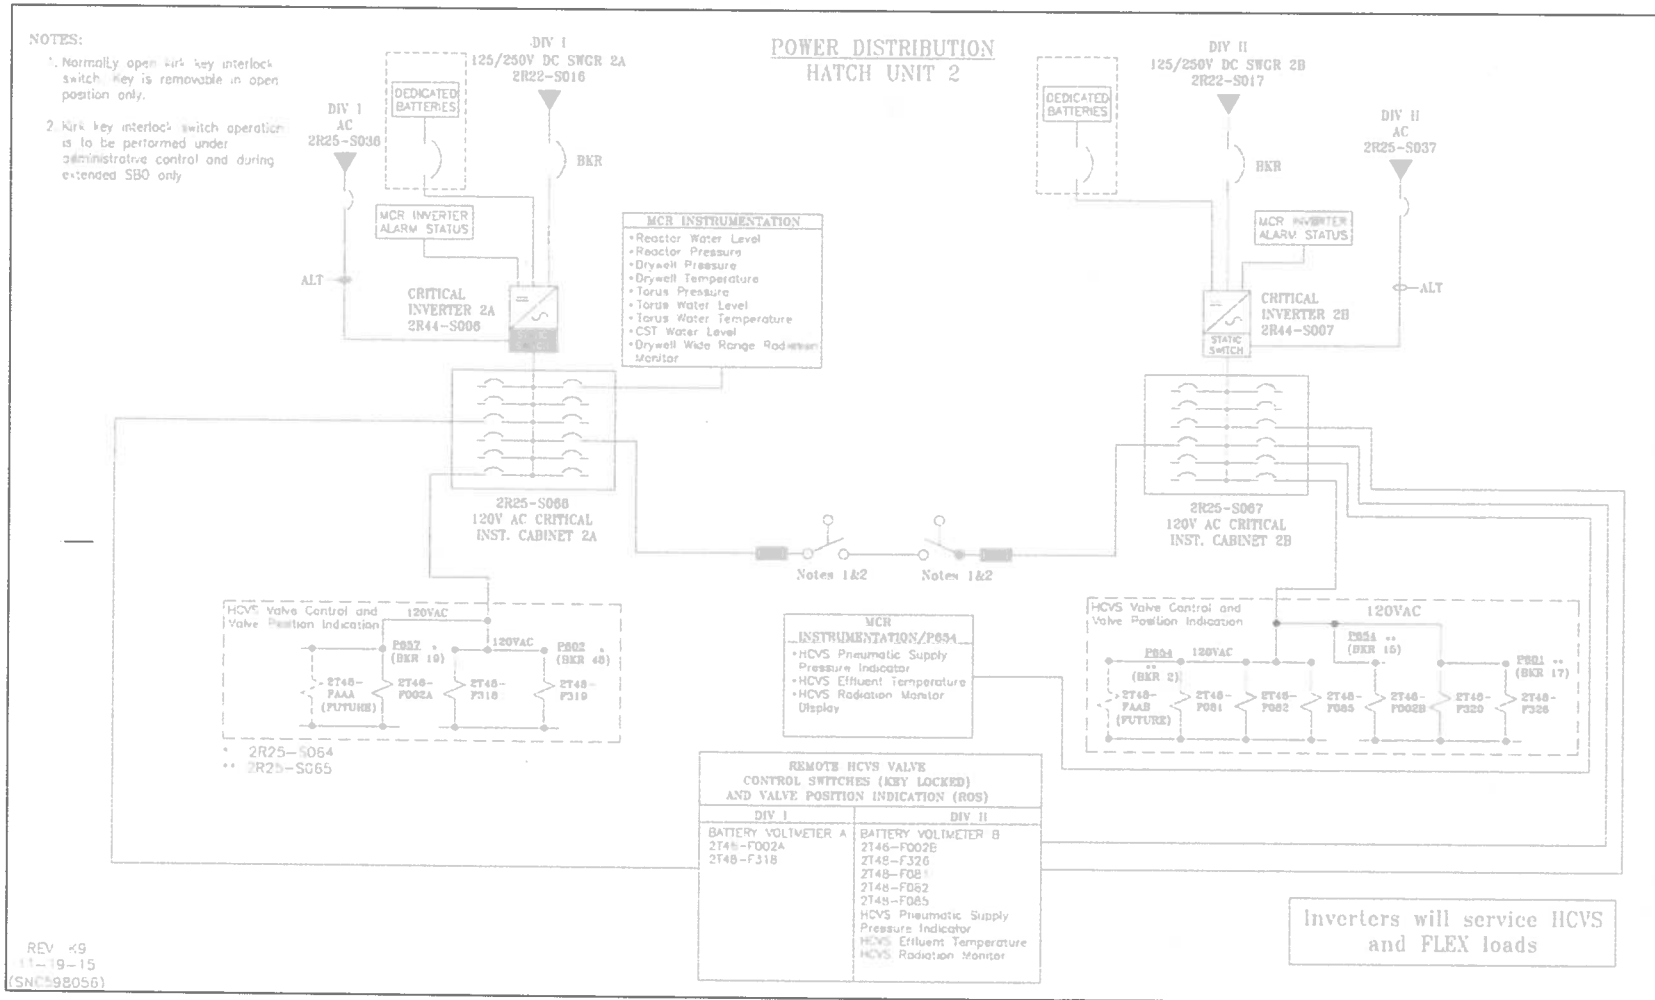 NOTES:
1. Normally open kirk key interlock
switch. Key is removable in open
position only.
2. Kirk key interlock switch operation
is to be performed under
administrative control and during
extended SBO only
POWER DISTRIBUTION
HATCH UNIT 2
DIV I
125/250V DC SWGR 2A
2R22-S016
DEDICATED
BATTERIES
DIV I
AC
2R25-S036
BKR
MCR INVERTER
ALARM STATUS
ALT
CRITICAL
INVERTER 2A
2R44-S006
MCR INSTRUMENTATION
•Reactor Water Level
•Reactor Pressure
•Drywell Pressure
•Drywell Temperature
•Torus Pressure
•Torus Water Level
•Torus Water Temperature
•CST Water Level
•Drywell Wide Range Radiation
Monitor
DIV II
125/250V DC SWGR 2B
2R22-S017
DEDICATED
BATTERIES
DIV II
AC
2R25-S037
BKR
MCR INVERTER
ALARM STATUS
ALT
CRITICAL
INVERTER 2B
2R44-S007
STATIC
SWITCH
2R25-S066
120V AC CRITICAL
INST. CABINET 2A
2R25-S067
120V AC CRITICAL
INST. CABINET 2B
Notes 1&2
Notes 1&2
HCVS Valve Control and
Valve Position Indication
120VAC
P657 *
(BKR 19)
120VAC
P602 *
(BKR 48)
2T48-
FAAA
(FUTURE)
2T48-
F002A
2T48-
F318
2T48-
F319
* 2R25-S064
** 2R25-S065
MCR
INSTRUMENTATION/P654
•HCVS Pneumatic Supply
Pressure Indicator
•HCVS Effluent Temperature
•HCVS Radiation Monitor
Display
HCVS Valve Control and
Valve Position Indication
120VAC
P654
**
(BKR 2)
120VAC
P654 **
(BKR 15)
P601 **
(BKR 17)
2T48-
FAAB
(FUTURE)
2T48-
F081
2T48-
F082
2T48-
F085
2T48-
F002B
2T48-
F320
2T48-
F326
REMOTE HCVS VALVE
CONTROL SWITCHES (KEY LOCKED)
AND VALVE POSITION INDICATION (ROS)
DIV I
BATTERY VOLTMETER A
2T48-F002A
2T48-F318
DIV II
BATTERY VOLTMETER B
2T48-F002B
2T48-F326
2T48-F081
2T48-F082
2T48-F085
HCVS Pneumatic Supply
Pressure Indicator
HCVS Effluent Temperature
HCVS Radiation Monitor
Inverters will service HCVS
and FLEX loads
REV K9
11-19-15
(SNC598056)